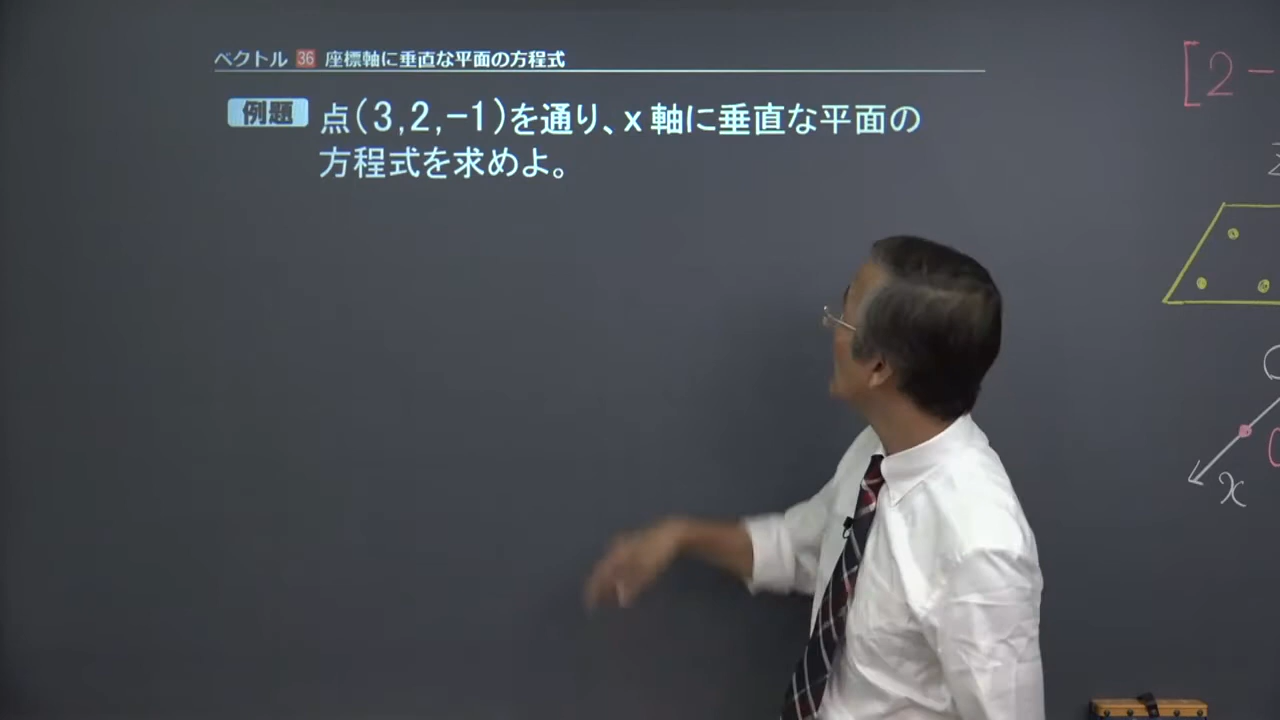 ベクトル 36 座標軸に垂直な平面の方程式
例題 点(3,2,−1)を通り、x軸に垂直な平面の
方程式を求めよ。
[2−
x